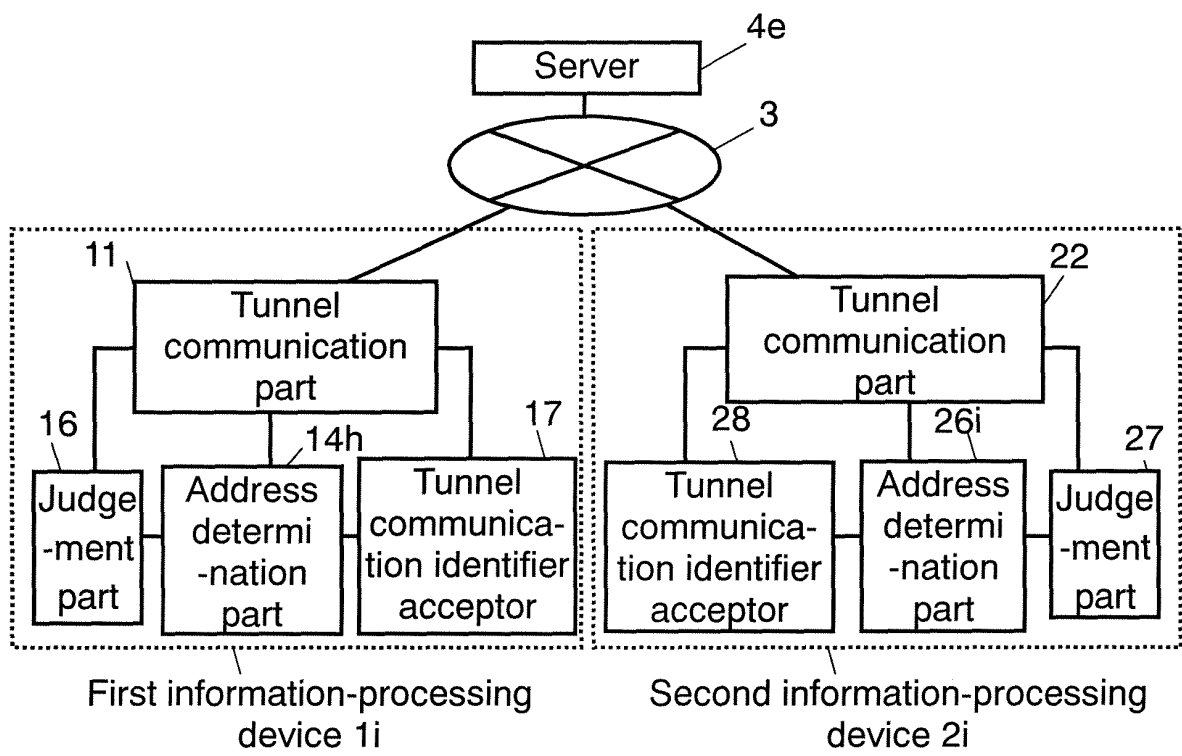 4e
Server
3
11
Tunnel
communication
part
22
Tunnel
communication
part
16
Judge
-ment
part
14h
Address
determi
-nation
part
17
Tunnel
communica-
tion identifier
acceptor
28
Tunnel
communica-
tion identifier
acceptor
26i
Address
determi
-nation
part
27
Judge
-ment
part
First information-processing
device 1i
Second information-processing
device 2i